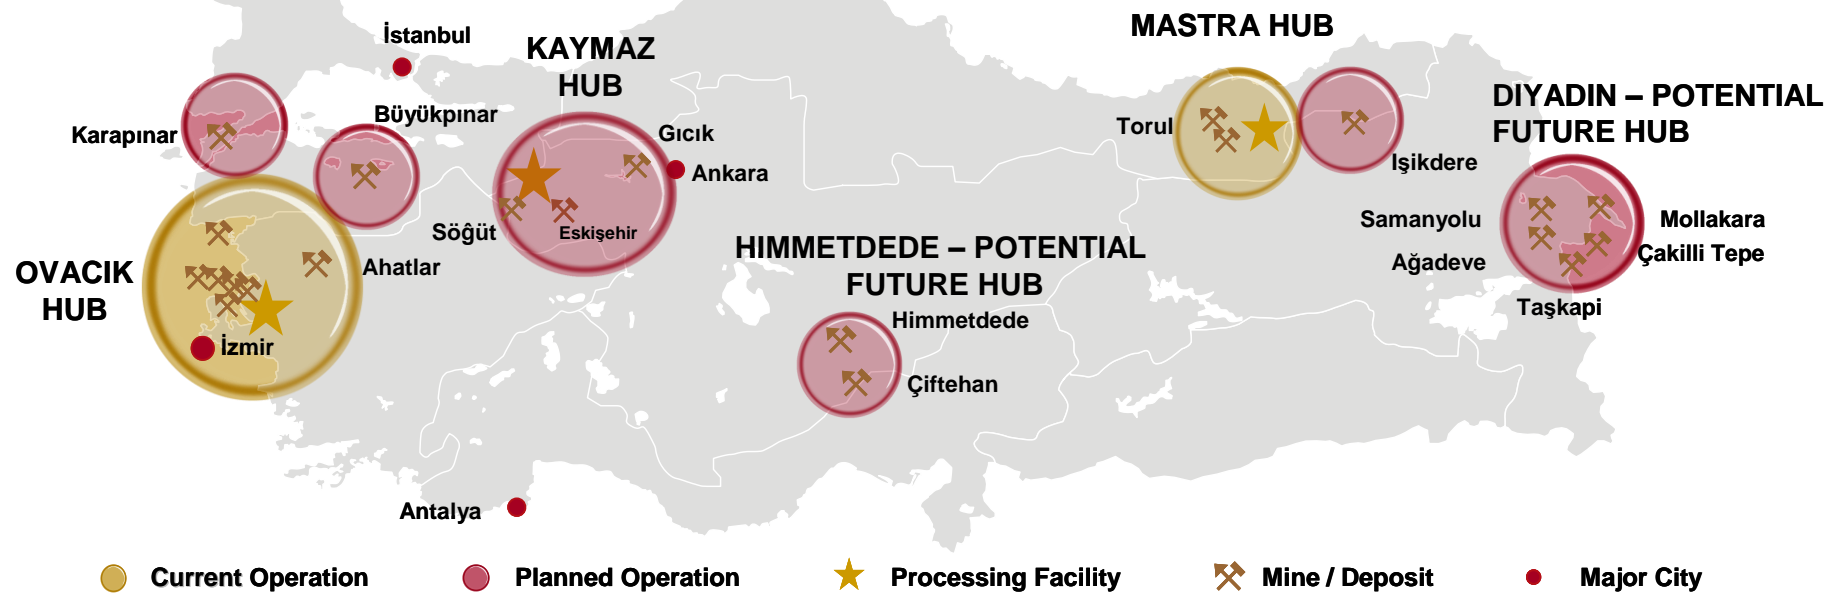 İstanbul
KAYMAZ
HUB
MASTRA HUB
DIYADIN – POTENTIAL
FUTURE HUB
Karapınar
Büyükpınar
Gıcık
Ankara
Torul
Işikdere
Söğüt
Eskişehir
Samanyolu
Mollakara
Ağadeve
Çakilli Tepe
Taşkapi
OVACIK
HUB
Ahatlar
İzmir
HIMMETDEDE – POTENTIAL
FUTURE HUB
Himmetdede
Çiftehan
Antalya
Current Operation
Planned Operation
Processing Facility
Mine / Deposit
Major City